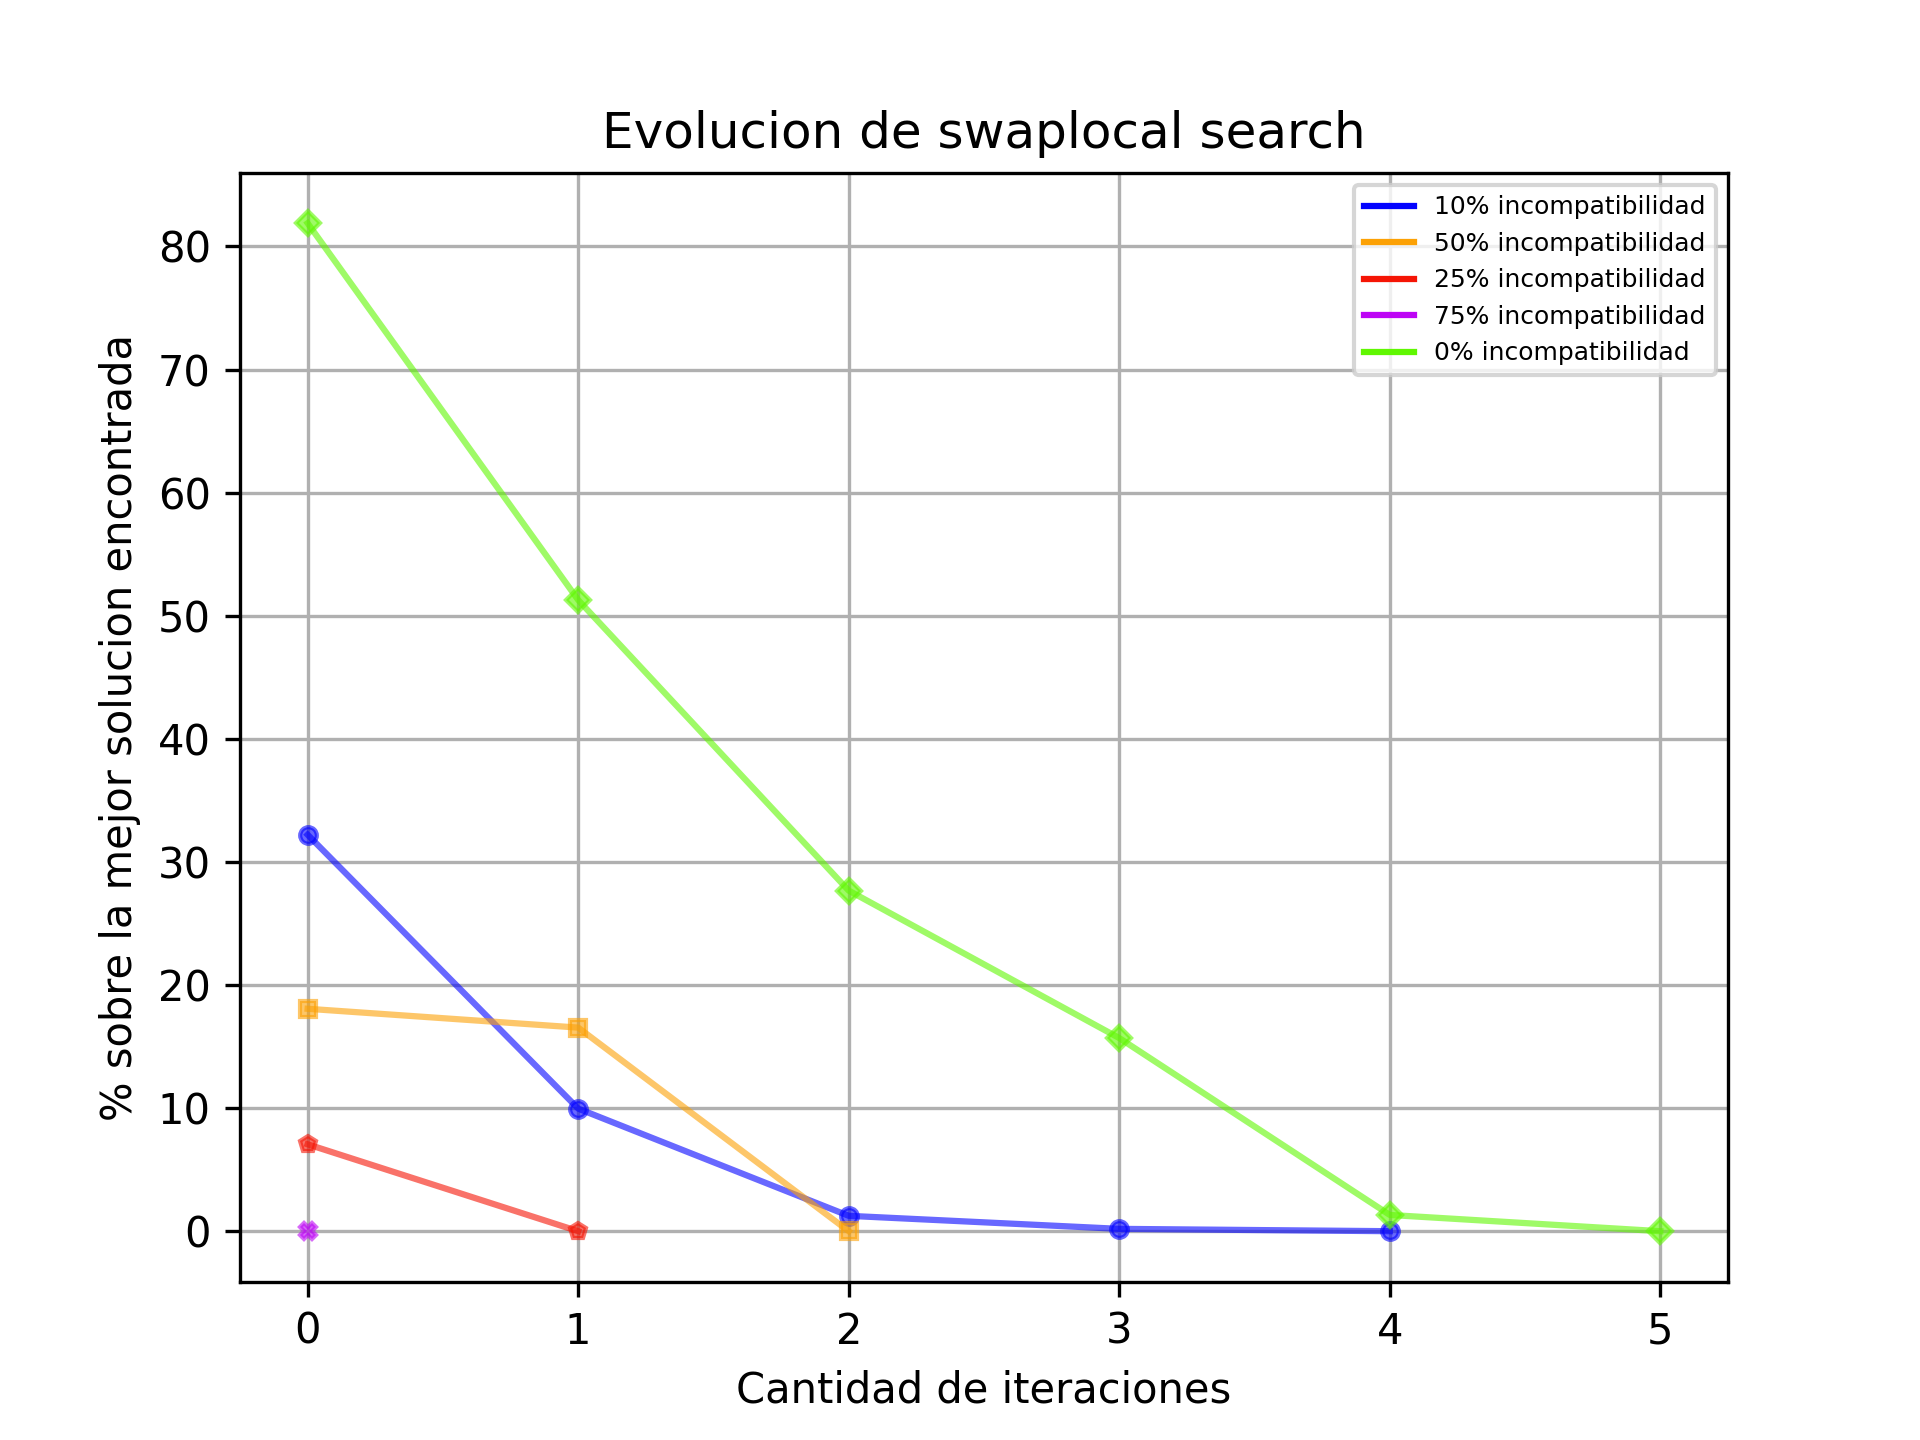 Evolucion de swaplocal search
10% incompatibilidad
50% incompatibilidad
25% incompatibilidad
75% incompatibilidad
0% incompatibilidad
% sobre la mejor solucion encontrada
80
70
60
50
40
30
20
10
0
0 1 2 3 4 5
Cantidad de iteraciones